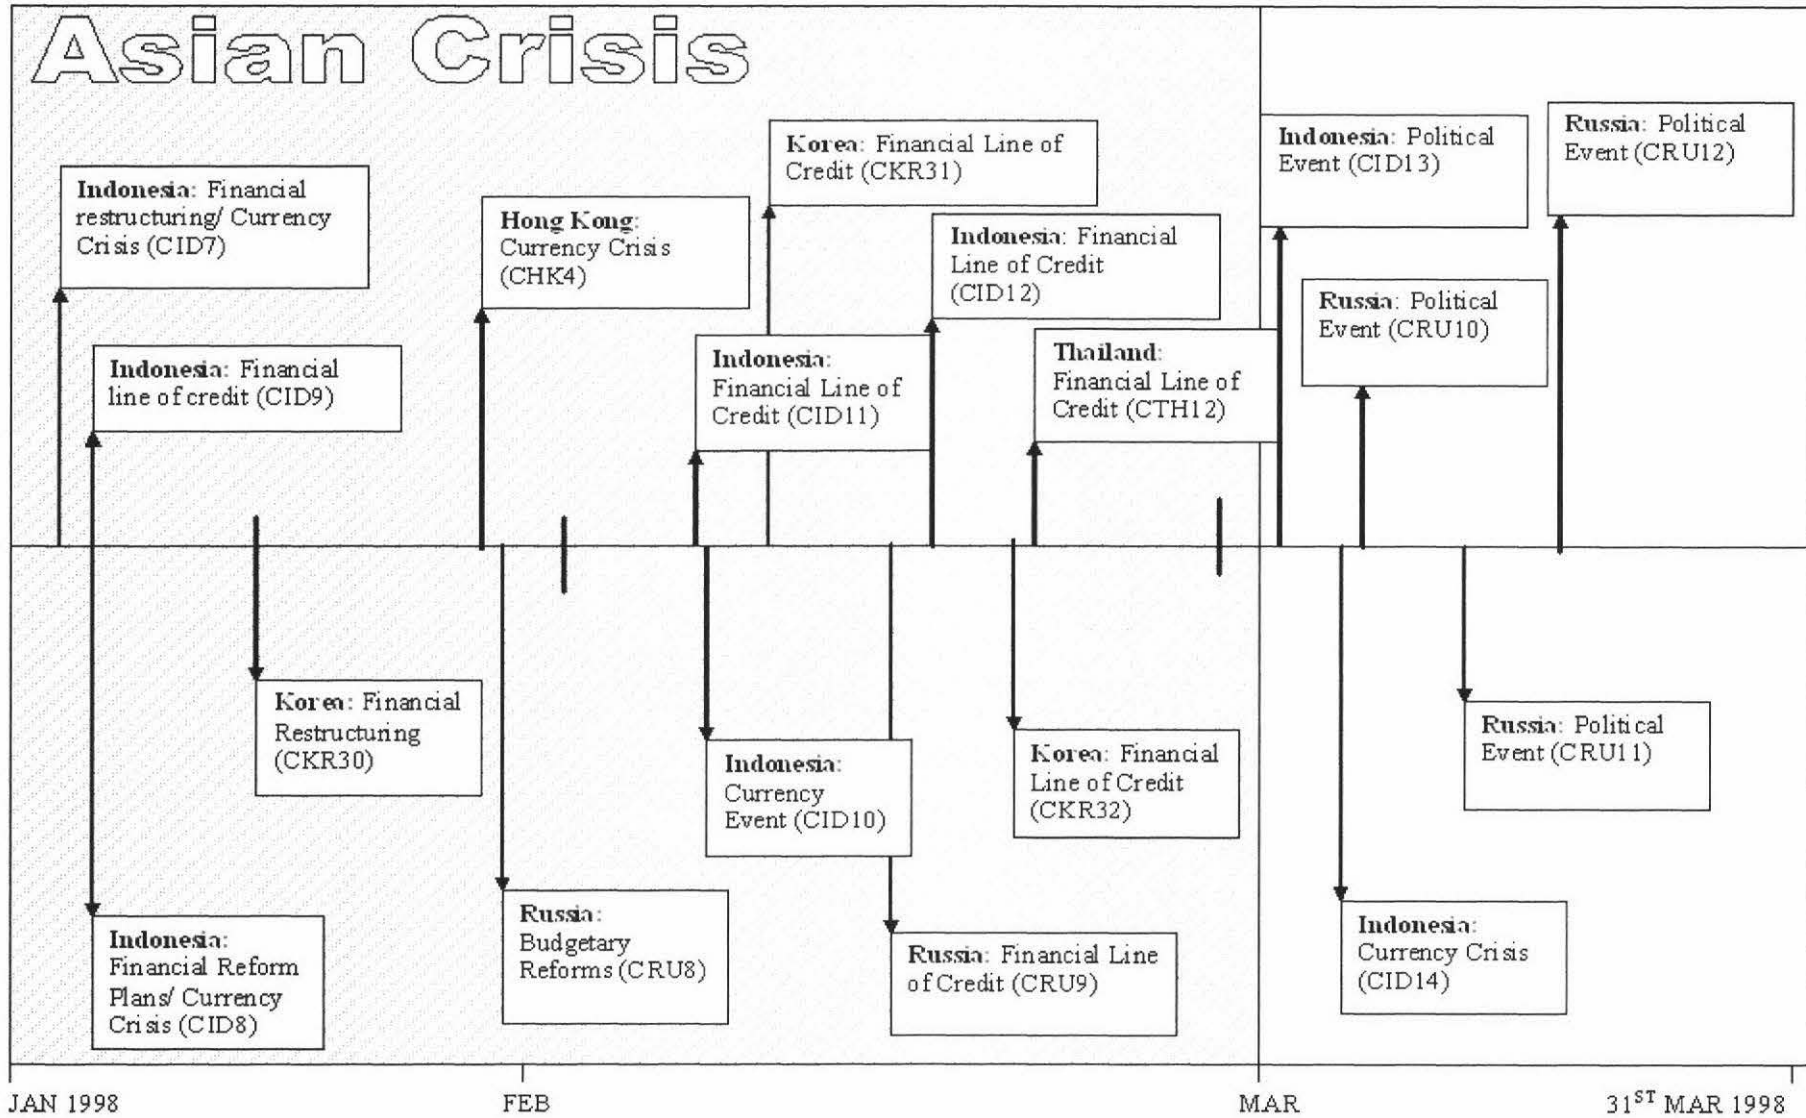 Asian Crisis
Indonesia: Financial
restructuring/ Currency
Crisis (CID7)
Indonesia: Financial
line of credit (CID9)
Hong Kong:
Currency Crisis
(CHK4)
Korea: Financial Line of
Credit (CKR31)
Indonesia: Financial
Line of Credit
(CID12)
Indonesia:
Financial Line of
Credit (CID11)
Thailand:
Financial Line of
Credit (CTH12)
Indonesia: Political
Event (CID13)
Russia: Political
Event (CRU12)
Russia: Political
Event (CRU10)
Korea: Financial
Restructuring
(CKR30)
Indonesia:
Financial Reform
Plans/ Currency
Crisis (CID8)
Russia:
Budgetary
Reforms (CRU8)
Indonesia:
Currency
Event (CID10)
Russia: Financial Line
of Credit (CRU9)
Korea: Financial
Line of Credit
(CKR32)
Russia: Political
Event (CRU11)
Indonesia:
Currency Crisis
(CID14)
JAN 1998
FEB
MAR
31ST MAR 1998